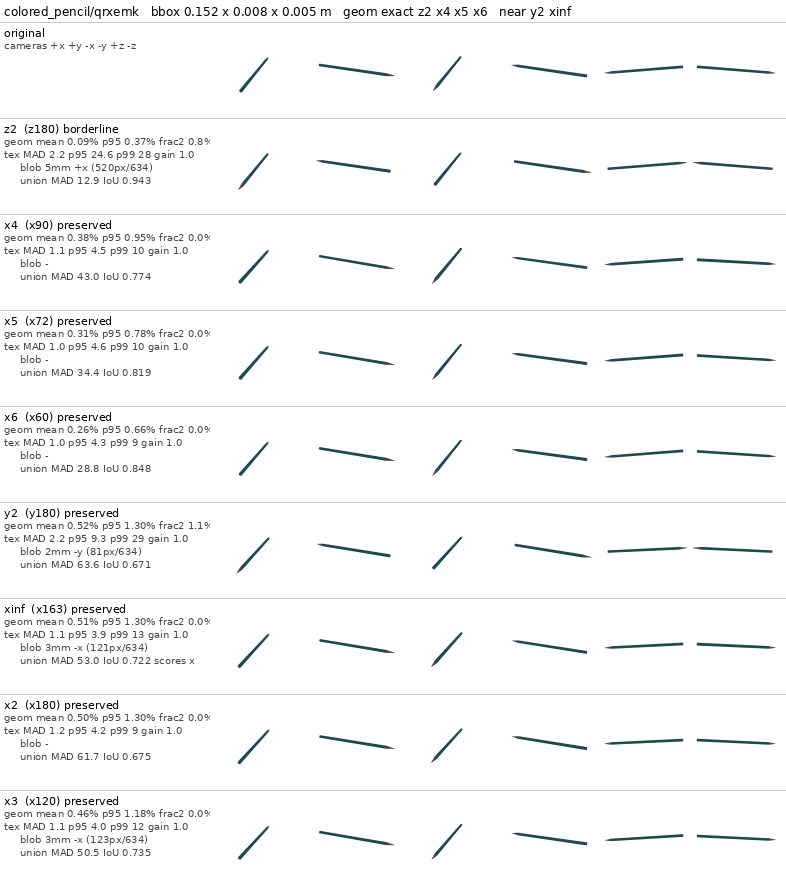 colored_pencil/qrxemk   bbox 0.152 x 0.008 x 0.005 m   geom exact z2 x4 x5 x6   near y2 xinf
original
cameras +x +y -x -y +z -z
z2  (z180) borderline
geom mean 0.09% p95 0.37% frac2 0.8%
tex MAD 2.2 p95 24.6 p99 28 gain 1.0
blob 5mm +x (520px/634)
union MAD 12.9 IoU 0.943
x4  (x90) preserved
geom mean 0.38% p95 0.95% frac2 0.0%
tex MAD 1.1 p95 4.5 p99 10 gain 1.0
blob -
union MAD 43.0 IoU 0.774
x5  (x72) preserved
geom mean 0.31% p95 0.78% frac2 0.0%
tex MAD 1.0 p95 4.6 p99 10 gain 1.0
blob -
union MAD 34.4 IoU 0.819
x6  (x60) preserved
geom mean 0.26% p95 0.66% frac2 0.0%
tex MAD 1.0 p95 4.3 p99 9 gain 1.0
blob -
union MAD 28.8 IoU 0.848
y2  (y180) preserved
geom mean 0.52% p95 1.30% frac2 1.1%
tex MAD 2.2 p95 9.3 p99 29 gain 1.0
blob 2mm -y (81px/634)
union MAD 63.6 IoU 0.671
xinf  (x163) preserved
geom mean 0.51% p95 1.30% frac2 0.0%
tex MAD 1.1 p95 3.9 p99 13 gain 1.0
blob 3mm -x (121px/634)
union MAD 53.0 IoU 0.722 scores x
x2  (x180) preserved
geom mean 0.50% p95 1.30% frac2 0.0%
tex MAD 1.2 p95 4.2 p99 9 gain 1.0
blob -
union MAD 61.7 IoU 0.675
x3  (x120) preserved
geom mean 0.46% p95 1.18% frac2 0.0%
tex MAD 1.1 p95 4.0 p99 12 gain 1.0
blob 3mm -x (123px/634)
union MAD 50.5 IoU 0.735